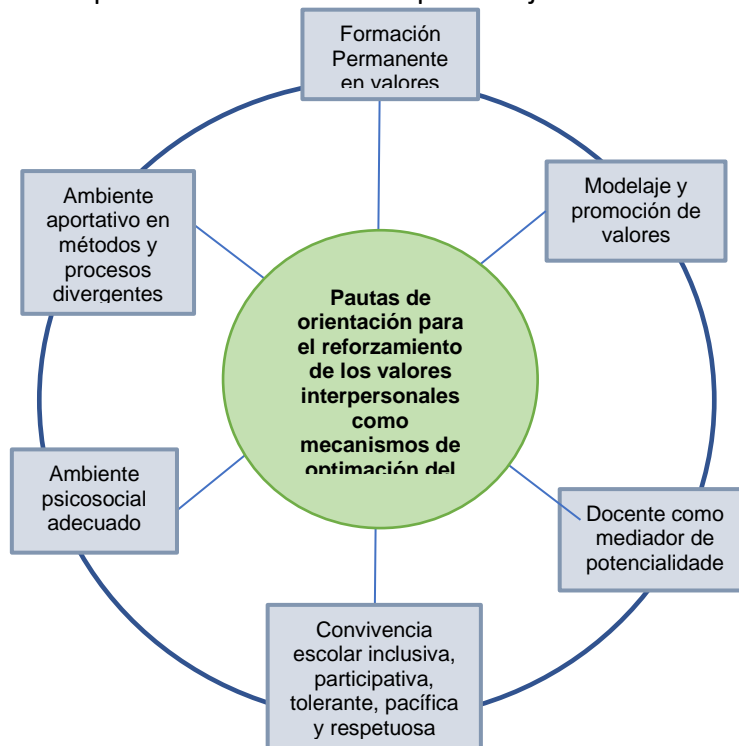 Formación
Permanente
en valores
Modelaje y
promoción de
valores
Ambiente
aportativo en
métodos y
procesos
divergentes
Pautas de
orientación para
el reforzamiento
de los valores
interpersonales
como
mecanismos de
optimación del
Ambiente
psicosocial
adecuado
Docente como
mediador de
potencialidade
Convivencia
escolar inclusiva,
participativa,
tolerante, pacífica
y respetuosa